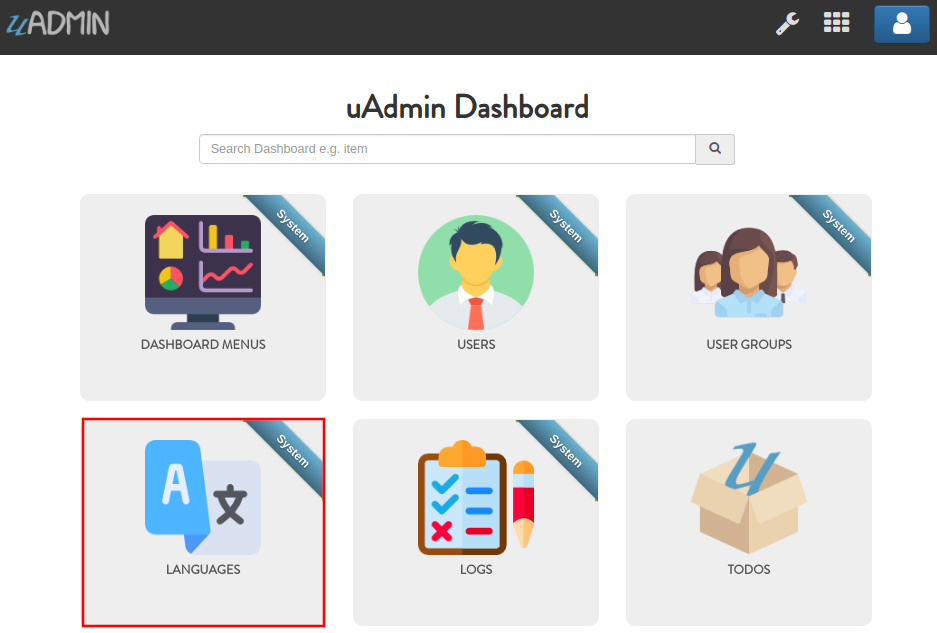 uADMIN
uAdmin Dashboard
Search Dashboard e.g. item
System
DASHBOARD MENUS
System
USERS
System
USER GROUPS
System
A 文
LANGUAGES
System
LOGS
u
TODOS